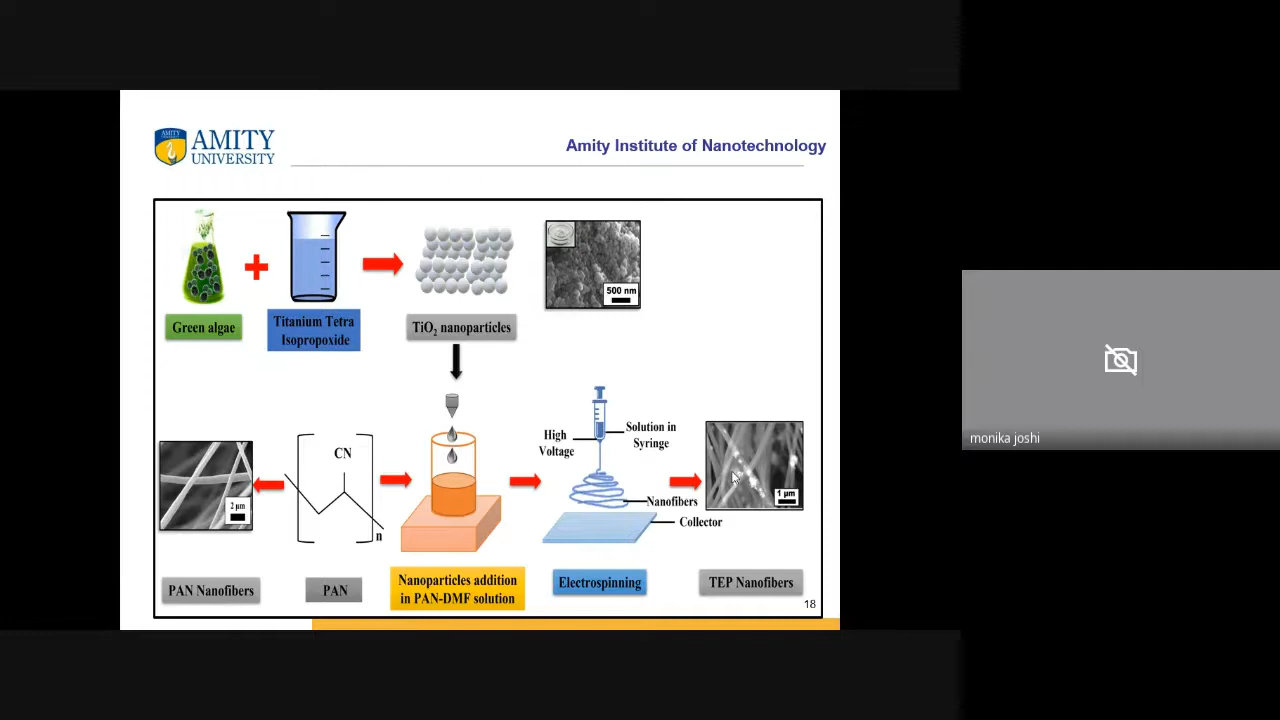 AMITY
AMITY
UNIVERSITY
Amity Institute of Nanotechnology
500 nm
Green algae
Titanium Tetra
Isopropoxide
TiO2 nanoparticles
High
Voltage
Solution in
Syringe
Nanofibers
Collector
CN
n
2 µm
1 µm
PAN Nanofibers
PAN
Nanoparticles addition
in PAN-DMF solution
Electrospinning
TEP Nanofibers
18
monika joshi